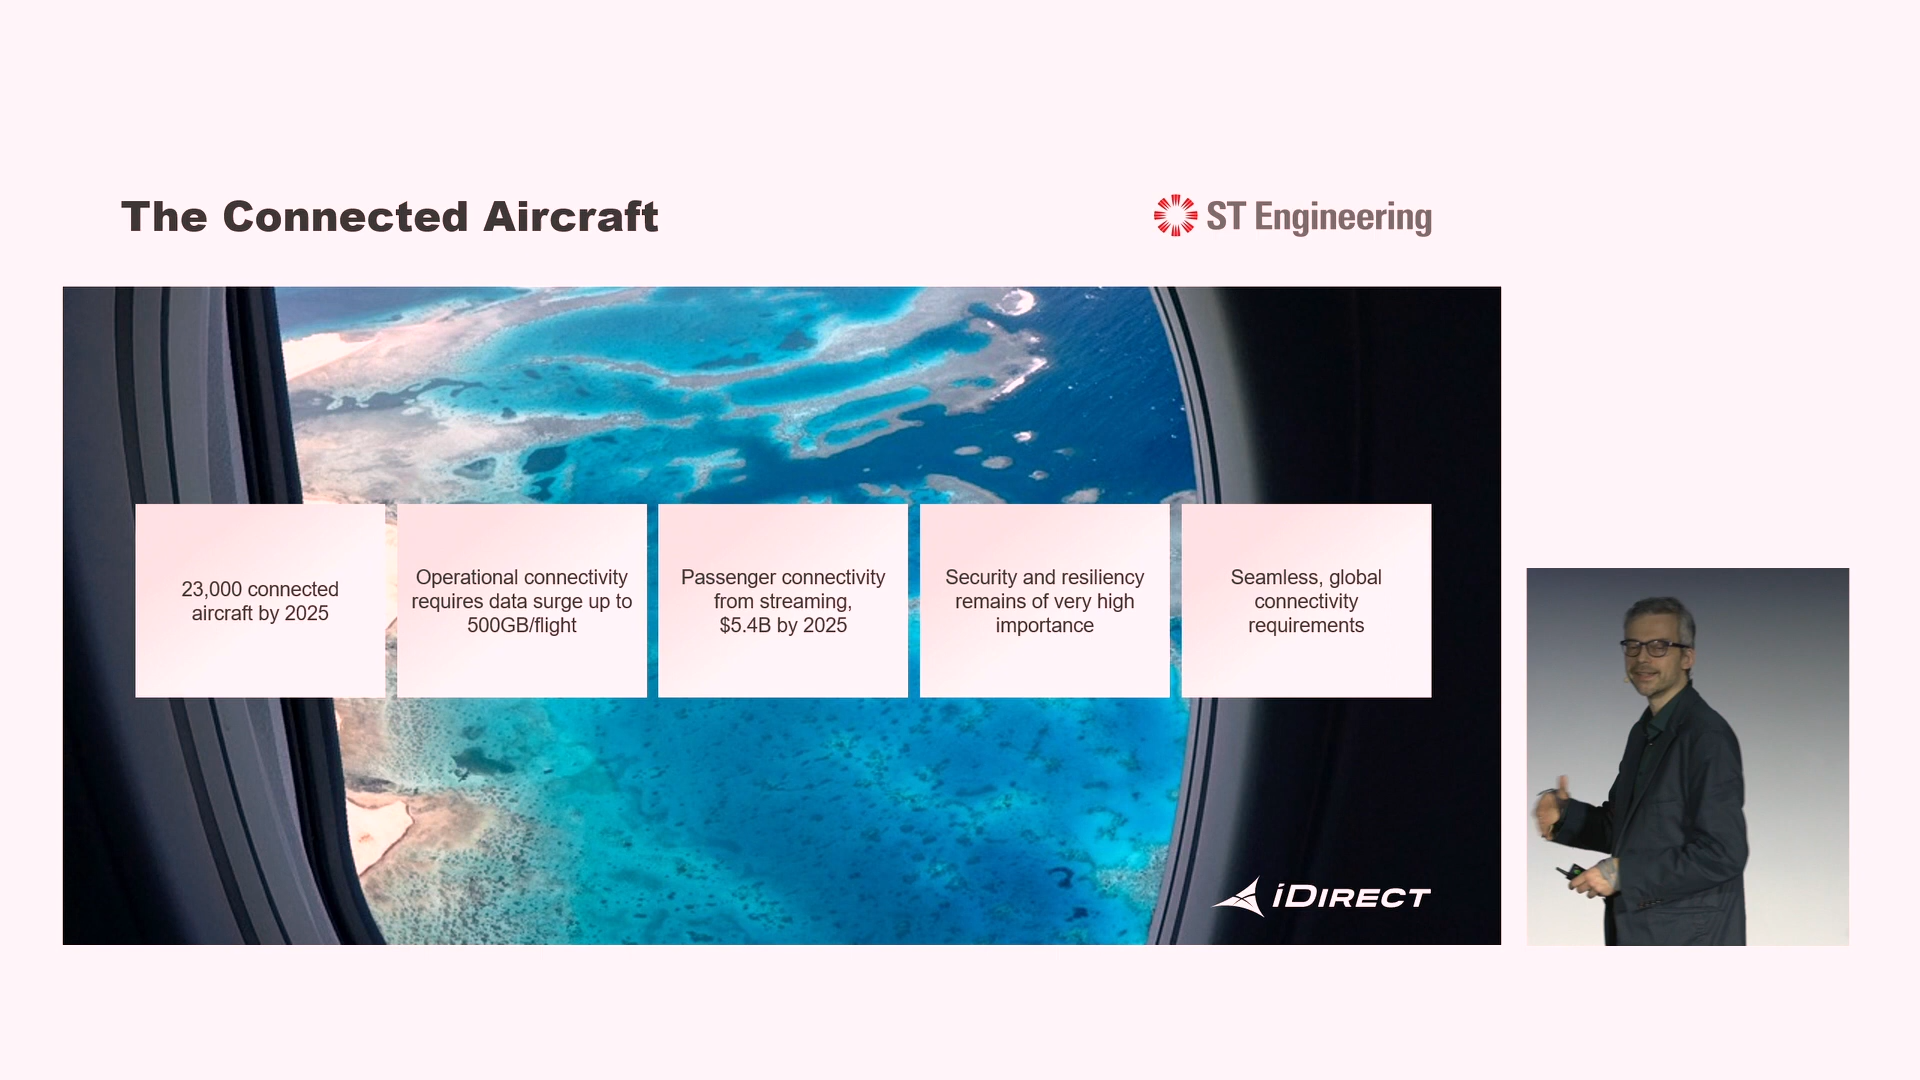 The Connected Aircraft
ST Engineering
23,000 connected
aircraft by 2025
Operational connectivity
requires data surge up to
500GB/flight
Passenger connectivity
from streaming,
$5.4B by 2025
Security and resiliency
remains of very high
importance
Seamless, global
connectivity
requirements
iDIRECT